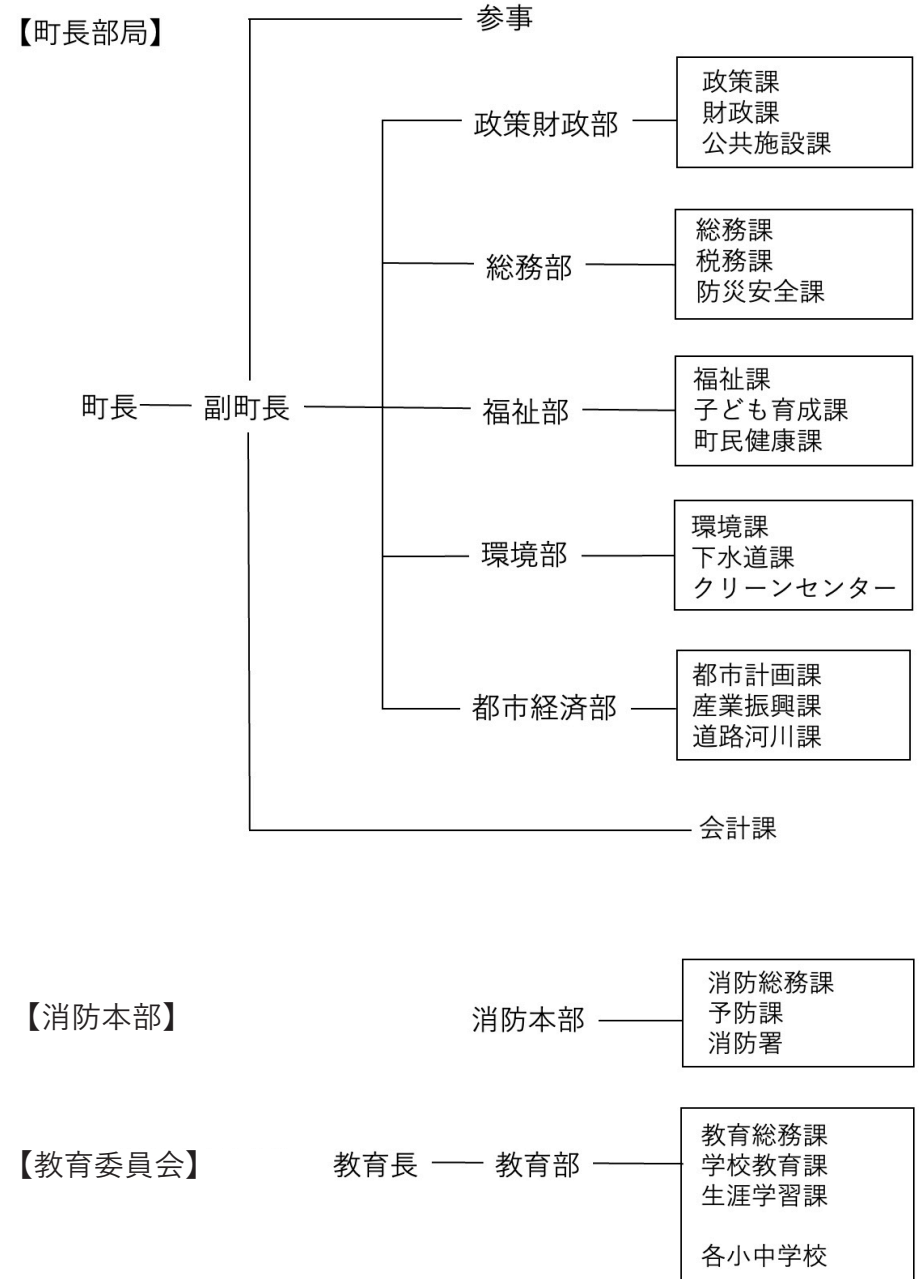 【町長部局】
参事
政策財政部
政策課
財政課
公共施設課
総務部
総務課
税務課
防災安全課
町長
副町長
福祉部
福祉課
子ども育成課
町民健康課
環境部
環境課
下水道課
クリーンセンター
都市経済部
都市計画課
産業振興課
道路河川課
会計課
【消防本部】
消防本部
消防総務課
予防課
消防署
【教育委員会】
教育長
教育部
教育総務課
学校教育課
生涯学習課
各小中学校